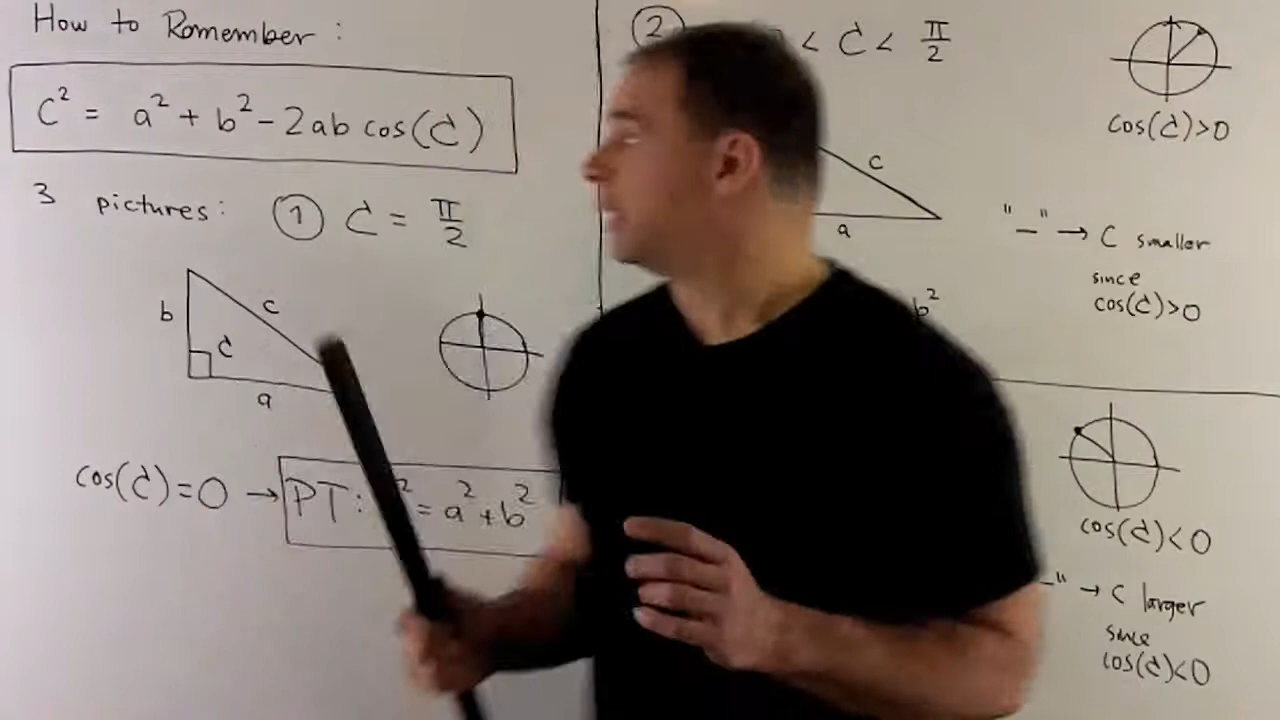 How to Remember:
c² = a² + b² - 2ab cos(C)
3 pictures: ① C = π/2
b
c
C
a
cos(C) = 0 → PT: ² = a² + b²
②
< C < π/2
cos(C) > 0
c
a
"-" → C smaller
since
cos(C) > 0
b²
cos(C) < 0
-" → C larger
since
cos(C) < 0